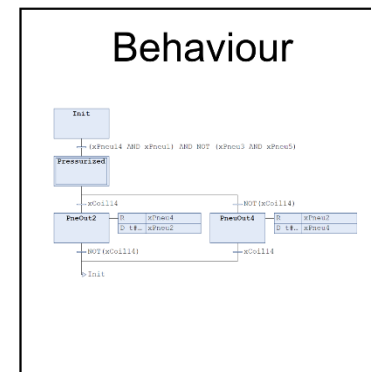 Behaviour
Init
(xPneu14 AND xPneu1) AND NOT (xPneu3 AND xPneu5)
Pressurized
xCoil14
NOT(xCoil14)
PneOut2
R xPneu4
D t#… xPneu2
PneuOut4
R xPneu2
D t#… xPneu4
NOT(xCoil14)
xCoil14
Init